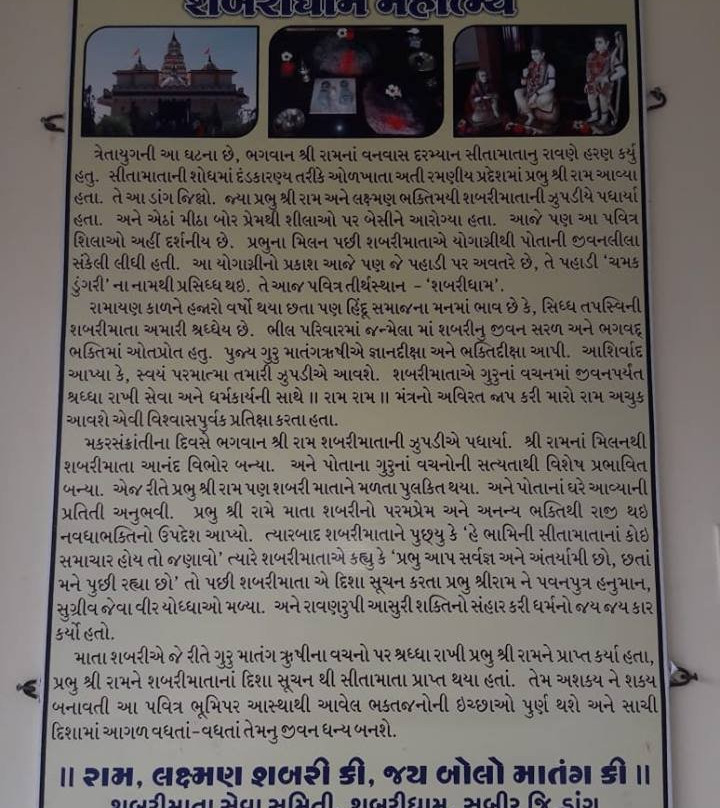 શબરીધામ મહાત્મ્ય
ત્રેતાયુગની આ ઘટના છે, ભગવાન શ્રી રામનાં વનવાસ દરમ્યાન સીતામાતાનુ રાવણે હરણ કર્યુ
હતુ. સીતામાતાની શોધમાં દંડકારણ્ય તરીકે ઓળખાતા અતી રમણીય પ્રદેશમાં પ્રભુ શ્રી રામ આવ્યા
હતા. તે આ ડાંગ જિલ્લો. જ્યા પ્રભુ શ્રી રામ અને લક્ષ્મણ ભક્તિમયી શબરીમાતાની ઝુપડીયે પધાર્યા
હતા. અને એઠાં મીઠા બોર પ્રેમથી શીલાઓ પર બેસીને આરોગ્યા હતા. આજે પણ આ પવિત્ર
શિલાઓ અહીં દર્શનીય છે. પ્રભુના મિલન પછી શબરીમાતાએ યોગાગ્નીથી પોતાની જીવનલીલા
સંકેલી લીધી હતી. આ યોગાગ્નીનો પ્રકાશ આજે પણ જે પહાડી પર અવતરે છે, તે પહાડી 'ચમક
ડુંગરી' ના નામથી પ્રસિધ્ધ થઇ. તે આજ પવિત્ર તીર્થસ્થાન - 'શબરીધામ'.
રામાયણ કાળને હજારો વર્ષો થયા છતા પણ હિંદૂ સમાજના મનમાં ભાવ છે કે, સિધ્ધ તપસ્વિની
શબરીમાતા અમારી શ્રધ્ધેય છે. ભીલ પરિવારમાં જન્મેલા માં શબરીનુ જીવન સરળ અને ભગવદ્
ભક્તિમાં ઓતપ્રોત હતુ. પુજ્ય ગુરુ માતંગઋષીએ જ્ઞાનદીક્ષા અને ભક્તિદીક્ષા આપી. આશિર્વાદ
આપ્યા કે, સ્વયં પરમાત્મા તમારી ઝુપડીએ આવશે. શબરીમાતાએ ગુરુનાં વચનમાં જીવનપર્યંત
શ્રધ્ધા રાખી સેવા અને ધર્મકાર્યની સાથે ॥ રામ રામ ॥ મંત્રનો અવિરત જાપ કરી મારો રામ અચુક
આવશે એવી વિશ્વાસપુર્વક પ્રતિક્ષા કરતા હતા.
મકરસંક્રાંતીના દિવસે ભગવાન શ્રી રામ શબરીમાતાની ઝુપડીએ પધાર્યા. શ્રી રામનાં મિલનથી
શબરીમાતા આનંદ વિભોર બન્યા. અને પોતાના ગુરુનાં વચનોની સત્યતાથી વિશેષ પ્રભાવિત
બન્યા. એજ રીતે પ્રભુ શ્રી રામ પણ શબરી માતાને મળતા પુલકિત થયા. અને પોતાનાં ઘરે આવ્યાની
પ્રતિતી અનુભવી. પ્રભુ શ્રી રામે માતા શબરીનો પરમપ્રેમ અને અનન્ય ભક્તિથી રાજી થઇ
નવધાભક્તિનો ઉપદેશ આપ્યો. ત્યારબાદ શબરીમાતાને પુછ્યુ કે 'હે ભામિની સીતામાતાનાં કોઇ
સમાચાર હોય તો જણાવો' ત્યારે શબરીમાતાએ કહ્યુ કે 'પ્રભુ આપ સર્વજ્ઞ અને અંતર્યામી છો, છતાં
મને પુછી રહ્યા છો' તો પછી શબરીમાતા એ દિશા સૂચન કરતા પ્રભુ શ્રીરામ ને પવનપુત્ર હનુમાન,
સુગ્રીવ જેવા વીર યોધ્ધાઓ મળ્યા. અને રાવણરુપી આસુરી શક્તિનો સંહાર કરી ધર્મનો જય જય કાર
કર્યો હતો.
માતા શબરીએ જે રીતે ગુરુ માતંગ ઋુષીના વચનો પર શ્રધ્ધા રાખી પ્રભુ શ્રી રામને પ્રાપ્ત કર્યા હતા,
પ્રભુ શ્રી રામને શબરીમાતાનાં દિશા સૂચન થી સીતામાતા પ્રાપ્ત થયા હતાં. તેમ અશકય ને શકય
બનાવતી આ પવિત્ર ભૂમિપર આસ્થાથી આવેલ ભકતજનોની ઇચ્છાઓ પુર્ણ થશે અને સાચી
દિશામાં આગળ વધતાં-વધતાં તેમનુ જીવન ધન્ય બનશે.
॥ રામ, લક્ષ્મણ શબરી કી, જય બોલો માતંગ કી ॥
શબરીમાતા સેવા સમિતી, શબરીધામ, સુબીર જિ.ડાંગ